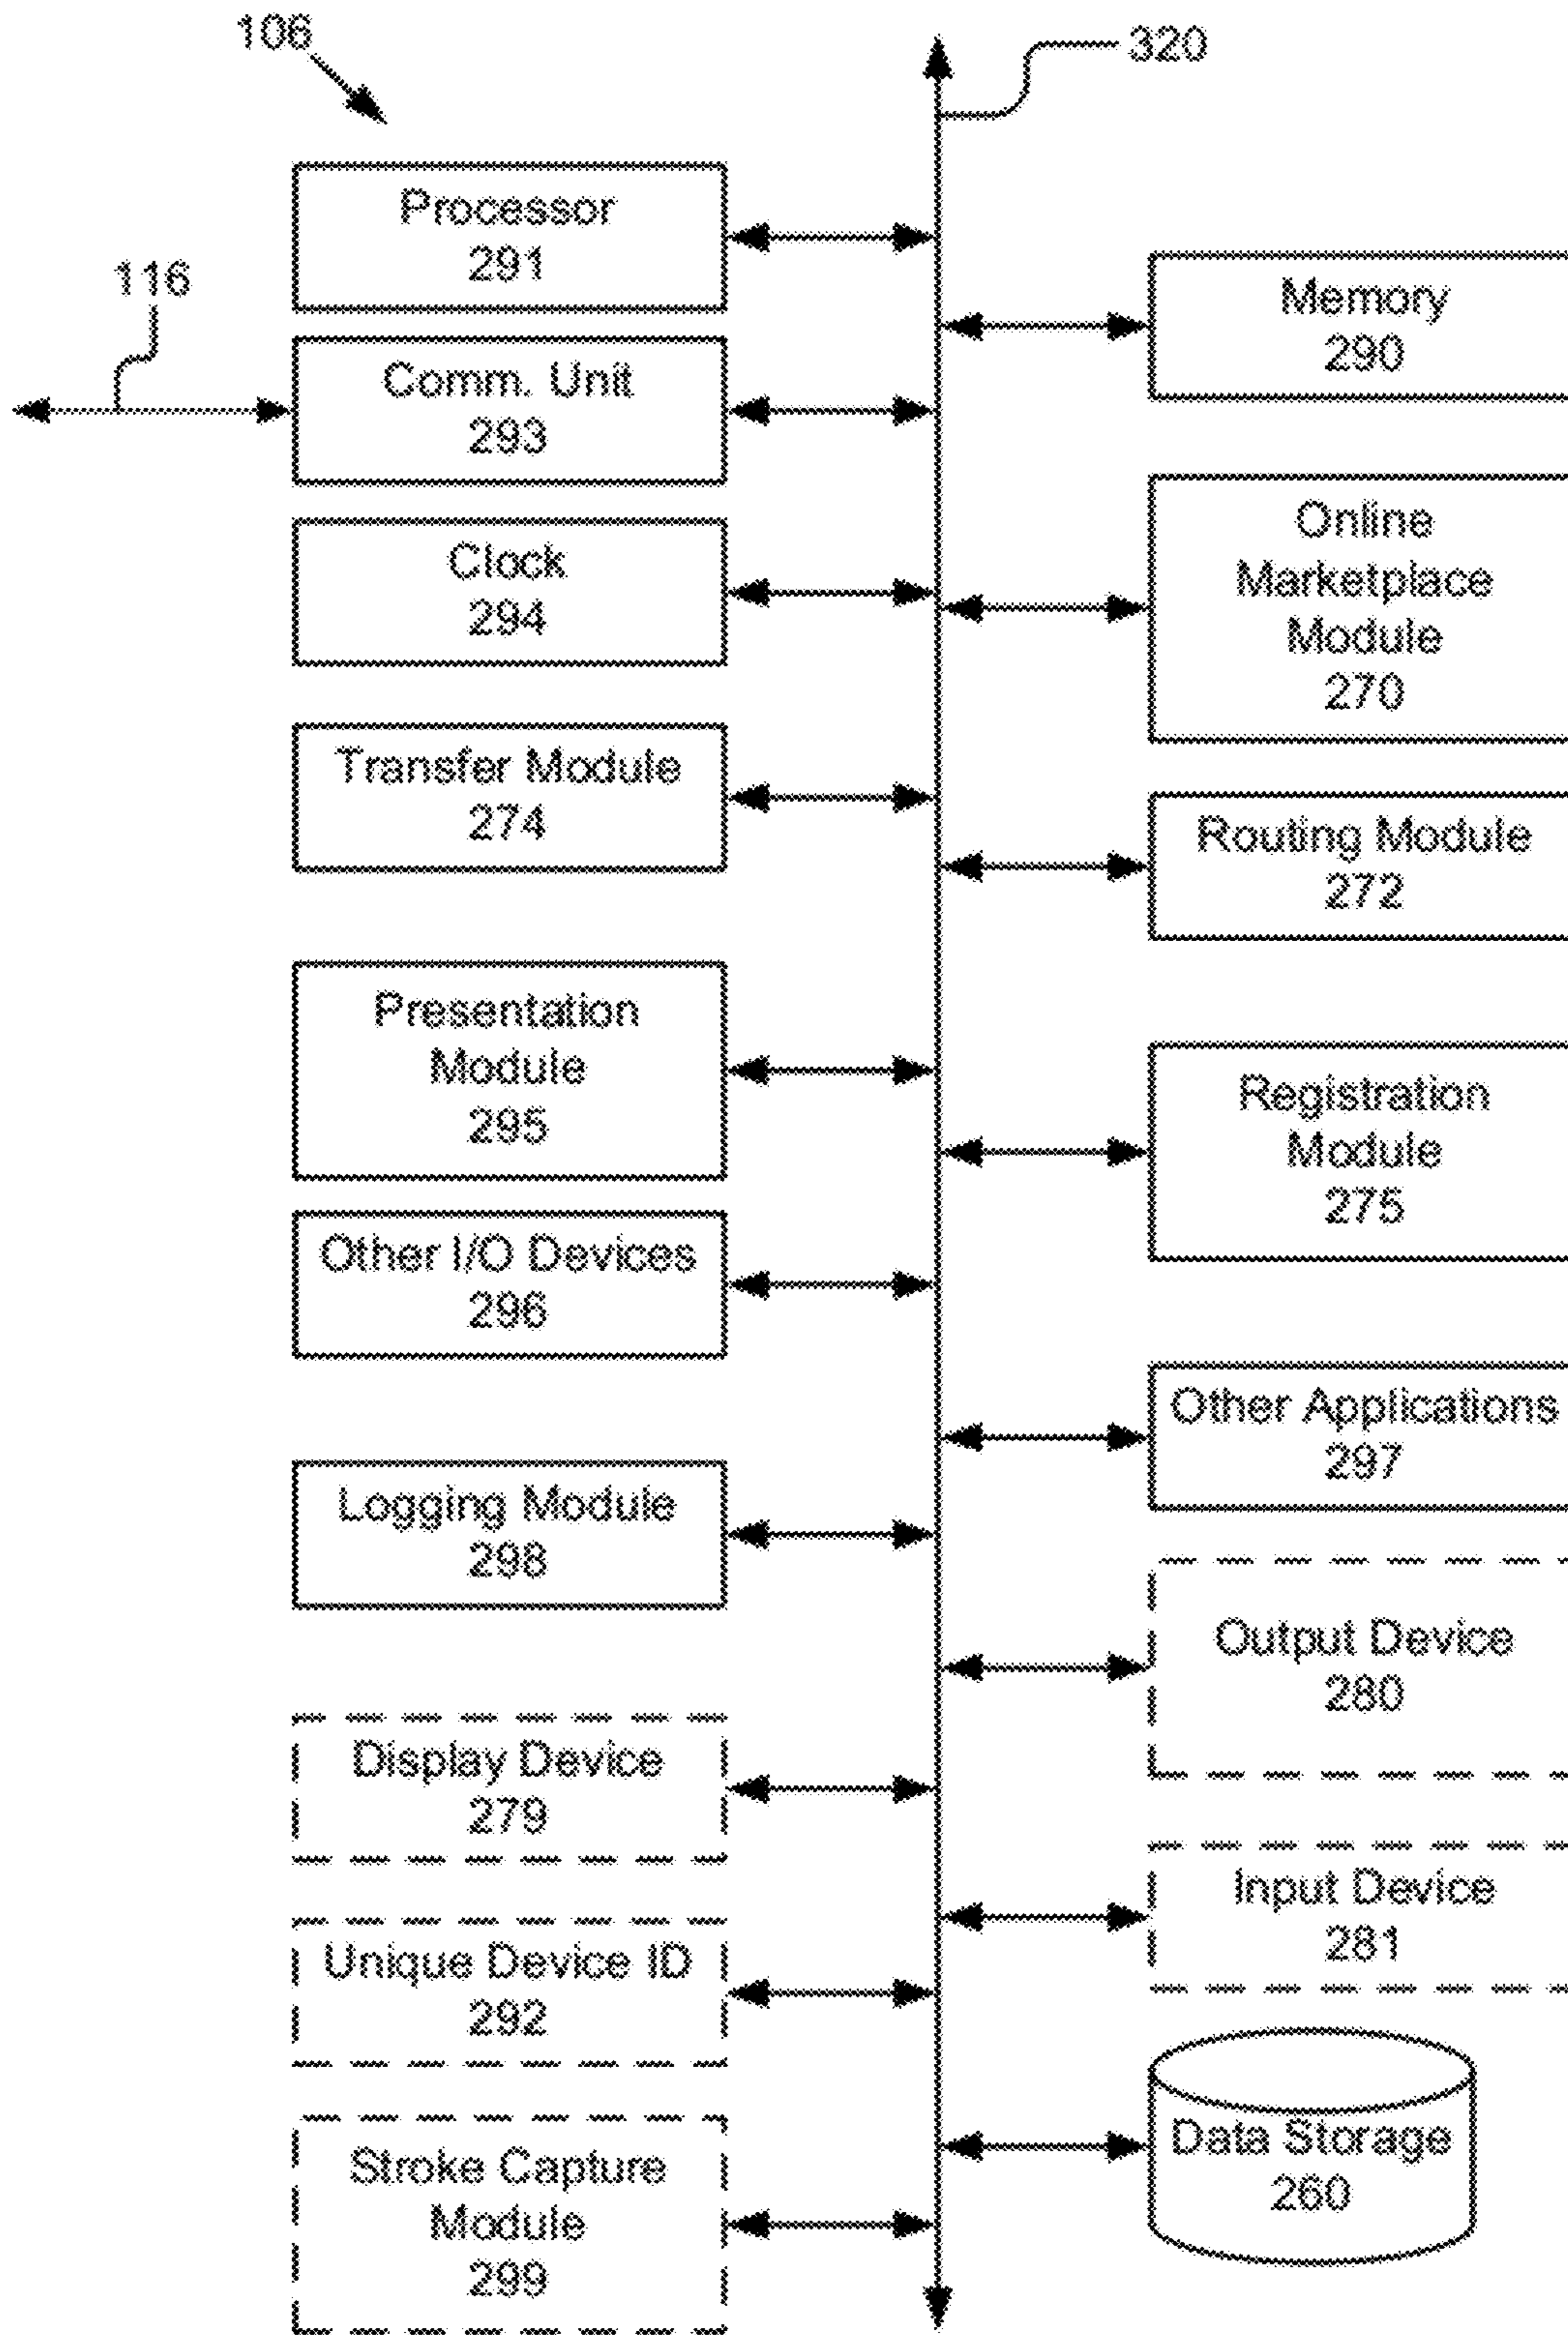 106
320
Processor
291
116
Memory
290
Comm. Unit
293
Online
Marketplace
Module
270
Clock
294
Transfer Module
274
Routing Module
272
Presentation
Module
295
Registration
Module
275
Other I/O Devices
296
Other Applications
297
Logging Module
298
Output Device
280
Display Device
279
Input Device
281
Unique Device ID
292
Data Storage
260
Stroke Capture
Module
299